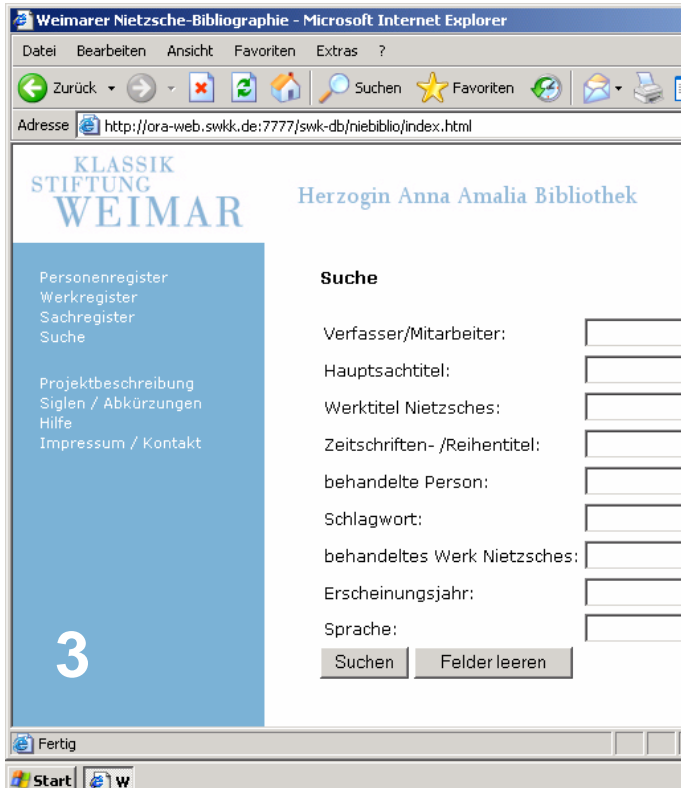 Weimarer Nietzsche-Bibliographie - Microsoft Internet Explorer
Datei Bearbeiten Ansicht Favoriten Extras ?
Zurück Suchen Favoriten
Adresse http://ora-web.swkk.de:7777/swk-db/niebiblio/index.html
KLASSIK
STIFTUNG
WEIMAR
Herzogin Anna Amalia Bibliothek
Personenregister
Werkregister
Sachregister
Suche
Projektbeschreibung
Siglen / Abkürzungen
Hilfe
Impressum / Kontakt
3
Suche
Verfasser/Mitarbeiter:
Hauptsachtitel:
Werktitel Nietzsches:
Zeitschriften- /Reihentitel:
behandelte Person:
Schlagwort:
behandeltes Werk Nietzsches:
Erscheinungsjahr:
Sprache:
Suchen Felder leeren
Fertig
Start W